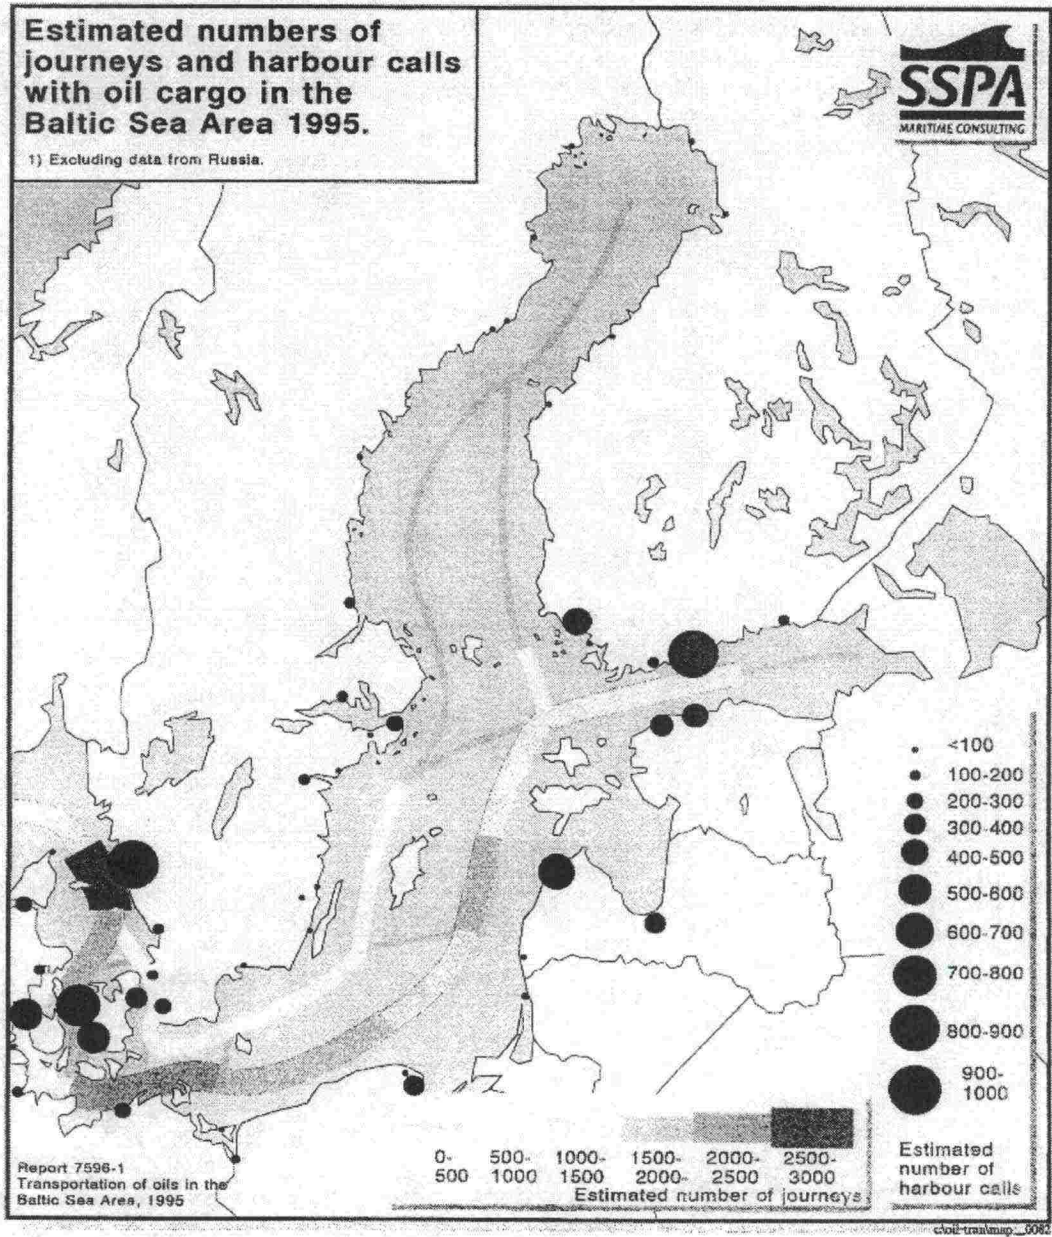 Estimated numbers of
journeys and harbour calls
with oil cargo in the
Baltic Sea Area 1995.
1) Excluding data from Russia.
SSPA
MARITIME CONSULTING
<100
100-200
200-300
300-400
400-500
500-600
600-700
700-800
800-900
900-
1000
Estimated
number of
harbour calls
0- 500- 1000- 1500- 2000- 2500-
500 1000 1500 2000- 2500 3000
Estimated number of journeys
Report 7596-1
Transportation of oils in the
Baltic Sea Area, 1995